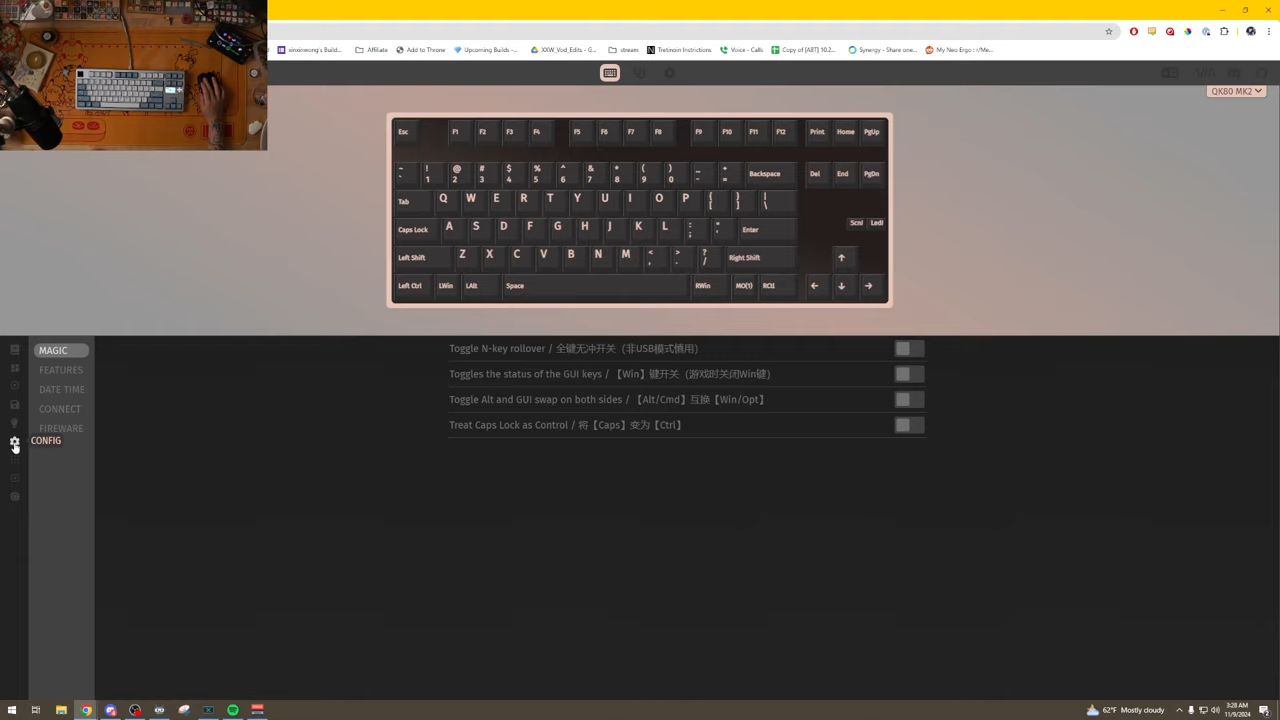 xinxinwong's Build...
Affiliate
Add to Throne
Upcoming Builds -...
XXW_Vod_Edits - G...
stream
Tretinoin Instrictions
Voice - Calls
Copy of [ABT] 10.2...
Synergy - Share one...
My Neo Ergo : r/Me...
QK80 MK2
Esc F1 F2 F3 F4 F5 F6 F7 F8 F9 F10 F11 F12 Print Home PgUp
~ ! @ # $ % ^ & * ( ) _ +
` 1 2 3 4 5 6 7 8 9 0 - = Backspace Del End PgDn
Tab Q W E R T Y U I O P { } |
[ ] \
Caps Lock A S D F G H J K L : " Enter Scnl Ledi
; '
Left Shift Z X C V B N M < > ? Right Shift ↑
, . /
Left Ctrl LWin LAlt Space RWin MO(1) RCtl ← ↓ →
MAGIC
FEATURES
DATE TIME
CONNECT
FIREWARE
CONFIG
Toggle N-key rollover / 全键无冲开关（非USB模式慎用)
Toggles the status of the GUI keys / 【Win】键开关（游戏时关闭Win键)
Toggle Alt and GUI swap on both sides / 【Alt/Cmd】互换【Win/Opt】
Treat Caps Lock as Control / 将【Caps】变为【Ctrl】
62°F Mostly cloudy
3:28 AM
11/9/2024